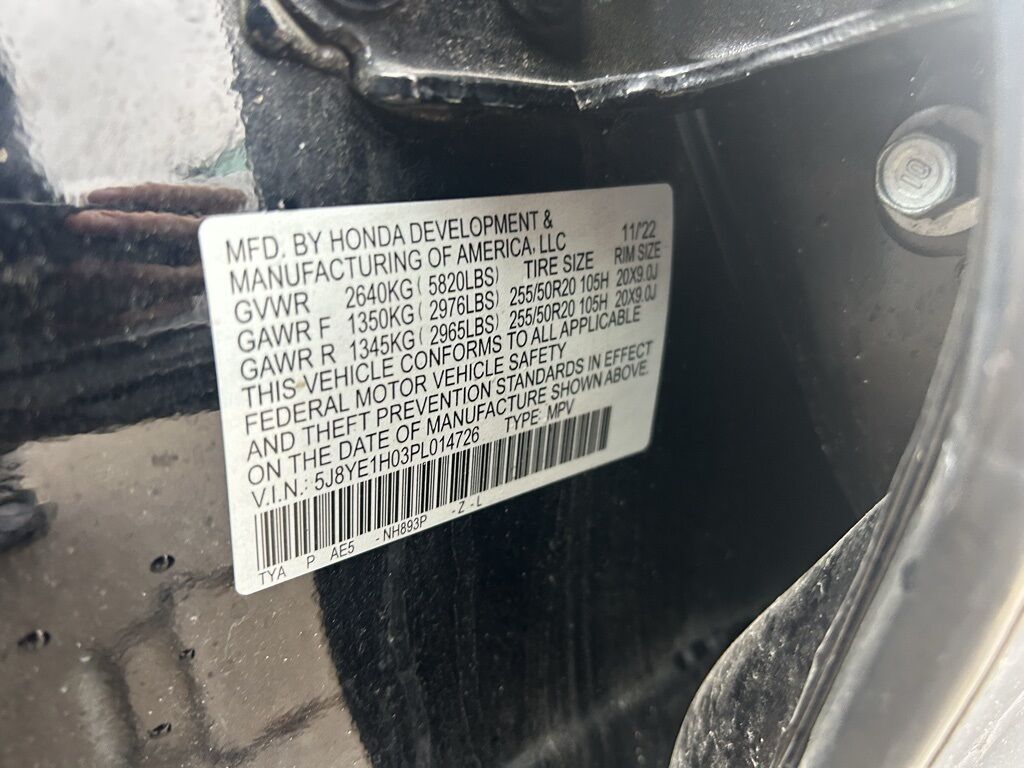 MFD. BY HONDA DEVELOPMENT & 11/'22
MANUFACTURING OF AMERICA, LLC
TIRE SIZE RIM SIZE
GVWR 2640KG ( 5820LBS)
GAWR F 1350KG ( 2976LBS) 255/50R20 105H 20X9.0J
GAWR R 1345KG ( 2965LBS) 255/50R20 105H 20X9.0J
THIS VEHICLE CONFORMS TO ALL APPLICABLE
FEDERAL MOTOR VEHICLE SAFETY
AND THEFT PREVENTION STANDARDS IN EFFECT
ON THE DATE OF MANUFACTURE SHOWN ABOVE.
V.I.N.: 5J8YE1H03PL014726 TYPE: MPV
TYA P AE5 -NH893P -Z-L